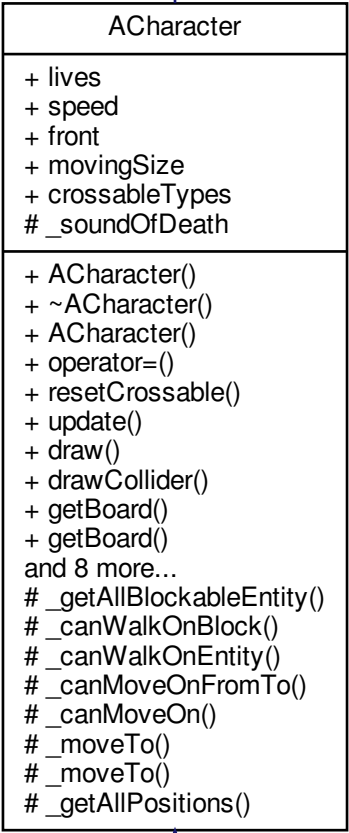 ACharacter
+ lives
+ speed
+ front
+ movingSize
+ crossableTypes
# _soundOfDeath
+ ACharacter()
+ ~ACharacter()
+ ACharacter()
+ operator=()
+ resetCrossable()
+ update()
+ draw()
+ drawCollider()
+ getBoard()
+ getBoard()
and 8 more...
# _getAllBlockableEntity()
# _canWalkOnBlock()
# _canWalkOnEntity()
# _canMoveOnFromTo()
# _canMoveOn()
# _moveTo()
# _moveTo()
# _getAllPositions()